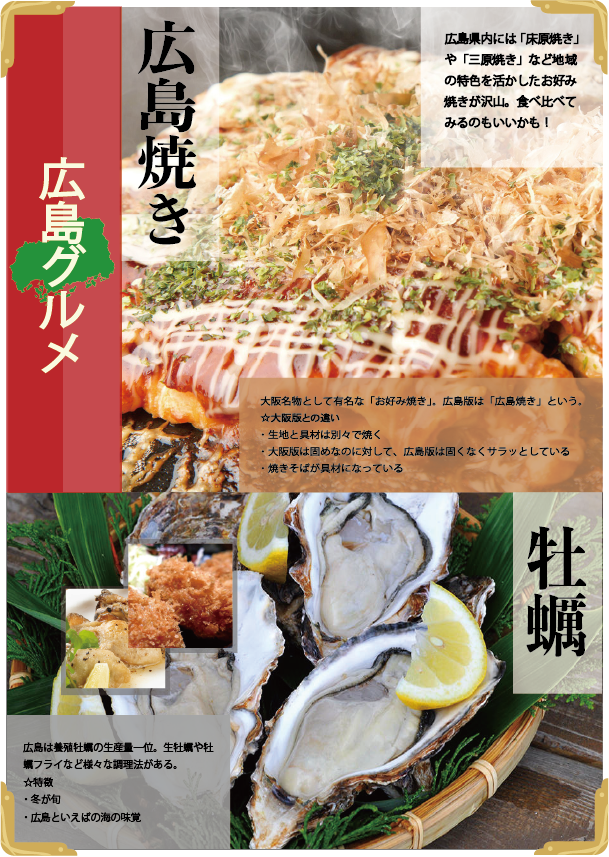 広島グルメ
広島焼き
広島県内には「庄原焼き」
や「三原焼き」など地域
の特色を活かしたお好み
焼きが沢山。食べ比べて
みるのもいいかも！
大阪名物として有名な「お好み焼き」。広島版は「広島焼き」という。
☆大阪版との違い
・生地と具材は別々で焼く
・大阪版は固めなのに対して、広島版は固くなくサラッとしている
・焼きそばが具材になっている
牡蠣
広島は養殖牡蠣の生産量一位。生牡蠣や牡
蠣フライなど様々な調理法がある。
☆特徴
・冬が旬
・広島といえばの海の味覚